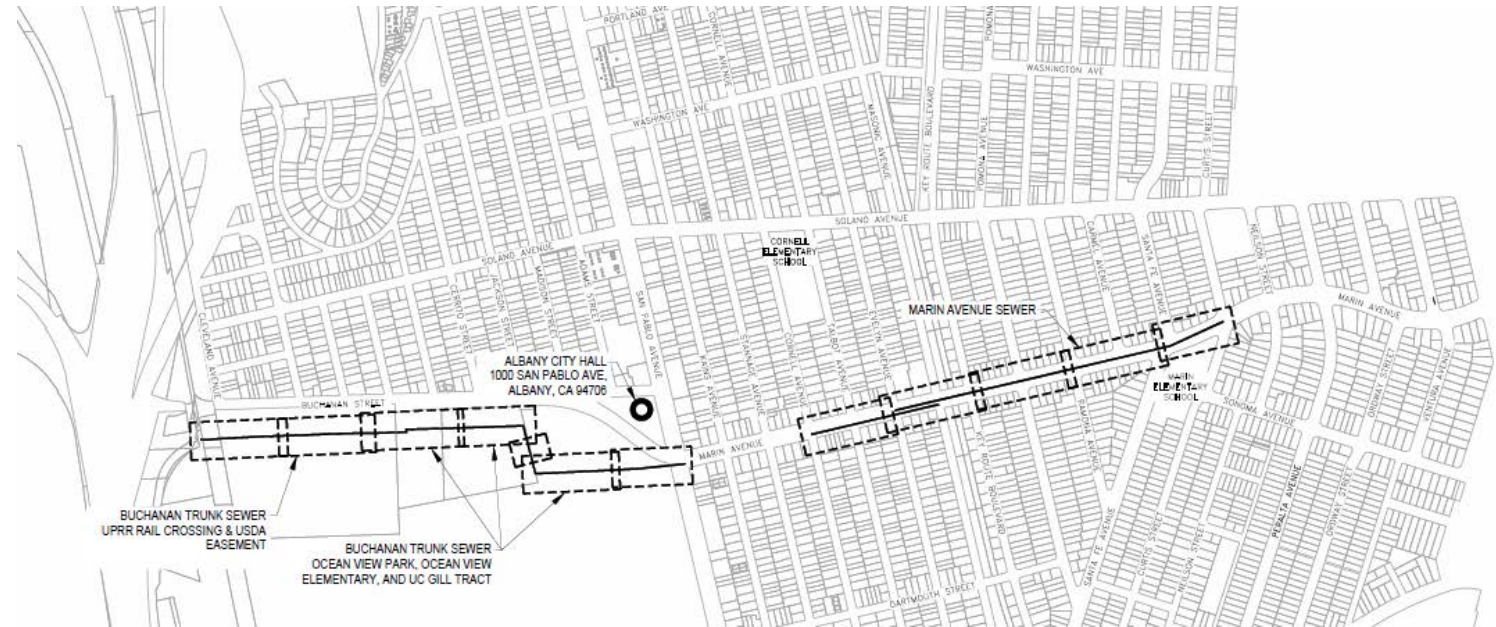 PORTLAND AVE
CORNELL AVENUE
POMONA AVENUE
WASHINGTON AVE
WASHINGTON AVE
MASONIC AVENUE
KEY ROUTE BOULEVARD
POMONA AVENUE
CURTIS STREET
SOLANO AVENUE
SOLANO AVENUE
CORNELL
ELEMENTARY
SCHOOL
CARMEL AVENUE
SANTA FE AVENUE
NEILSON STREET
MARIN AVENUE
CERRITO STREET
JACKSON STREET
MADISON STREET
ADAMS STREET
SAN PABLO AVENUE
CLEVELAND AVENUE
MARIN AVENUE SEWER
TALBOT AVENUE
EVELYN AVENUE
ALBANY CITY HALL
1000 SAN PABLO AVE,
ALBANY, CA 94706
KAINS AVENUE
CORNELL AVENUE
BUCHANAN STREET
MARIN AVENUE
MARIN
ELEMENTARY
SCHOOL
SONOMA AVENUE
ORDWAY STREET
VENTURA AVENUE
RAMONA AVENUE
KEY ROUTE BOULEVARD
BUCHANAN TRUNK SEWER
UPRR RAIL CROSSING & USDA
EASEMENT
BUCHANAN TRUNK SEWER
OCEAN VIEW PARK, OCEAN VIEW
ELEMENTARY, AND UC GILL TRACT
PERALTA AVENUE
ORDWAY STREET
SANTA FE AVENUE
CURTIS STREET
NEILSON STREET
DARTMOUTH STREET